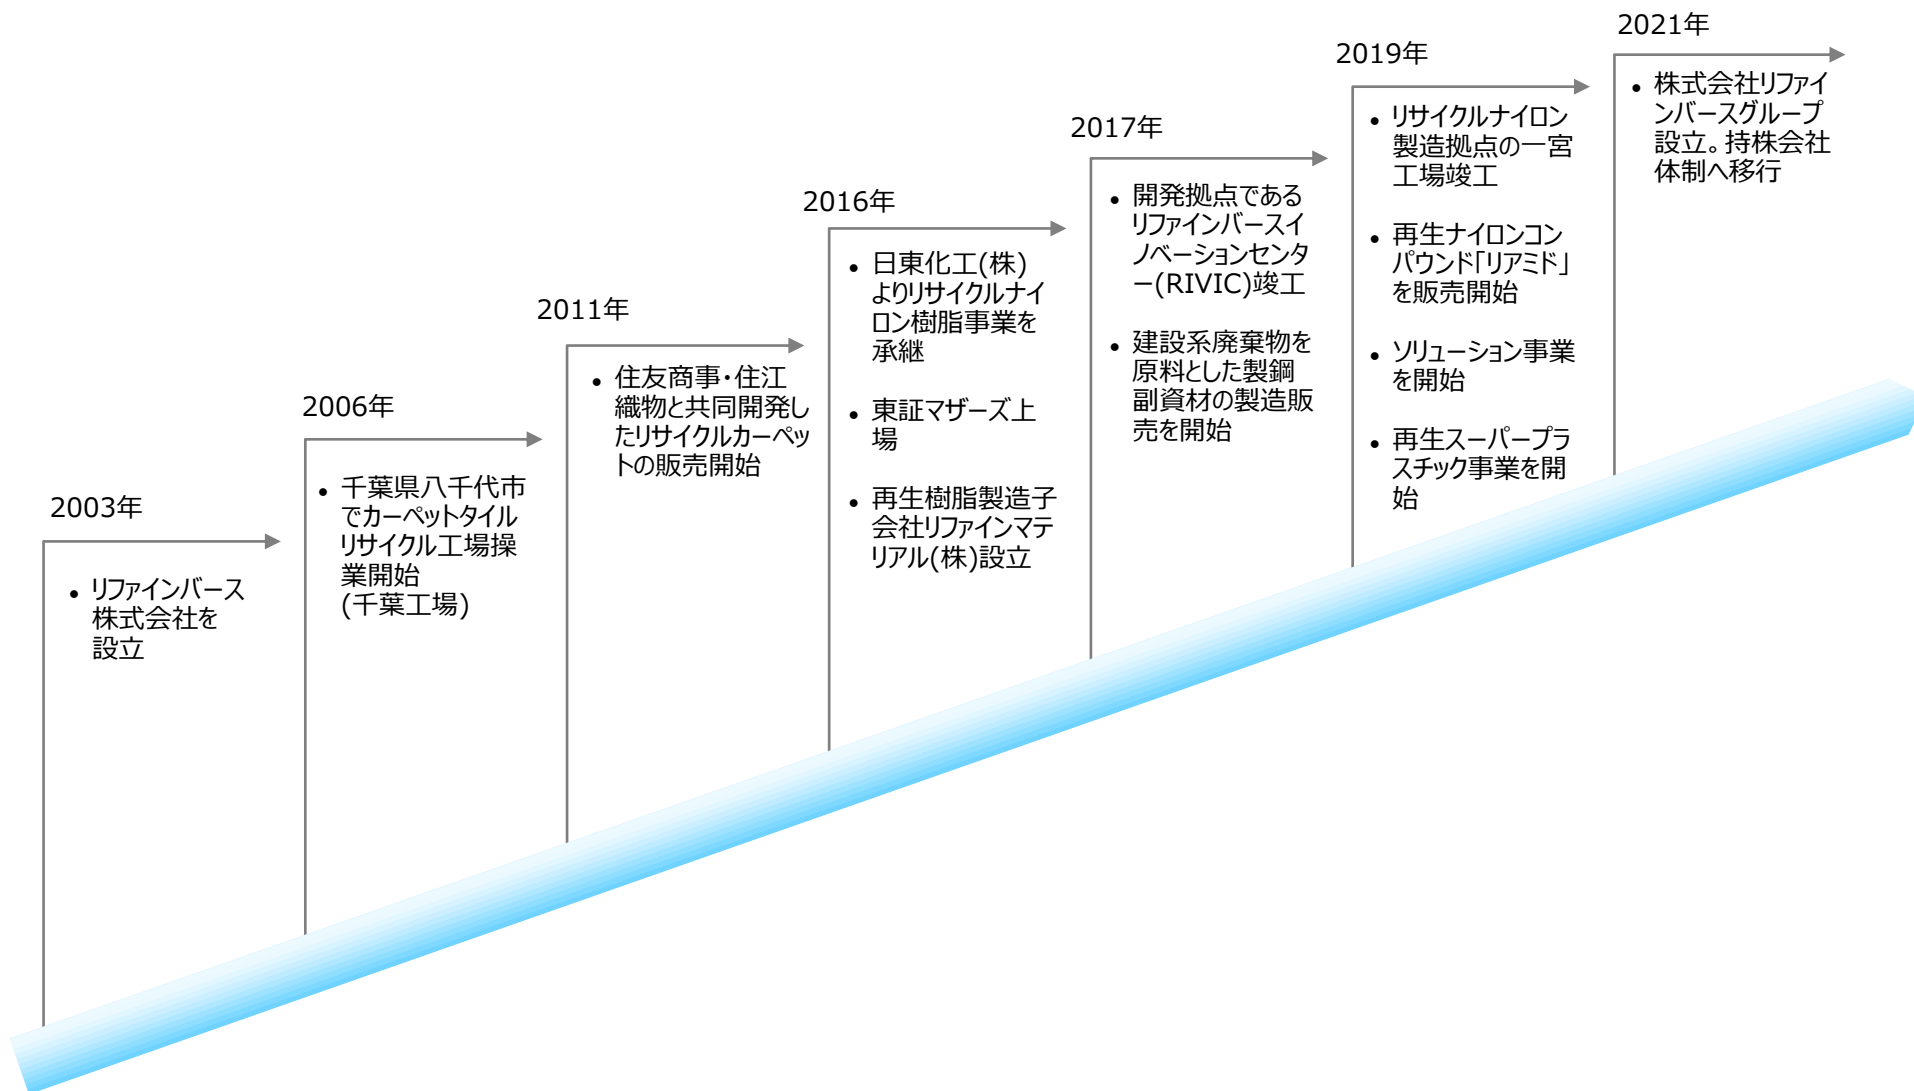 2003年
• リファインバース
株式会社を
設立
2006年
• 千葉県八千代市
でカーペットタイル
リサイクル工場操
業開始
(千葉工場)
2011年
• 住友商事・住江
織物と共同開発し
たリサイクルカーペッ
トの販売開始
2016年
• 日東化工(株)
よりリサイクルナイ
ロン樹脂事業を
承継
• 東証マザーズ上
場
• 再生樹脂製造子
会社リファインマテ
リアル(株)設立
2017年
• 開発拠点である
リファインバースイ
ノベーションセンタ
ー(RIVIC)竣工
• 建設系廃棄物を
原料とした製鋼
副資材の製造販
売を開始
2019年
• リサイクルナイロン
製造拠点の一宮
工場竣工
• 再生ナイロンコン
パウンド「リアミド」
を販売開始
• ソリューション事業
を開始
• 再生スーパープラ
スチック事業を開
始
2021年
• 株式会社リファイ
ンバースグループ
設立。持株会社
体制へ移行